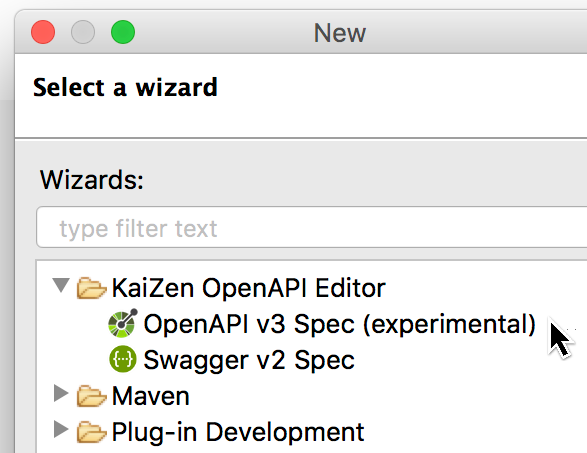 New
Select a wizard
Wizards:
type filter text
KaiZen OpenAPI Editor
OpenAPI v3 Spec (experimental)
Swagger v2 Spec
Maven
Plug-in Development